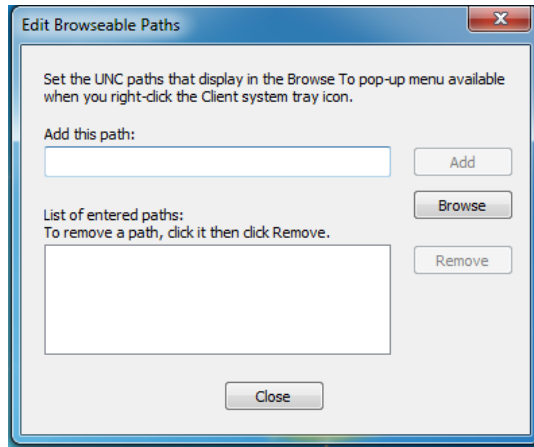 Edit Browseable Paths
Set the UNC paths that display in the Browse To pop-up menu available
when you right-click the Client system tray icon.
Add this path:
Add
Browse
List of entered paths:
To remove a path, click it then click Remove.
Remove
Close